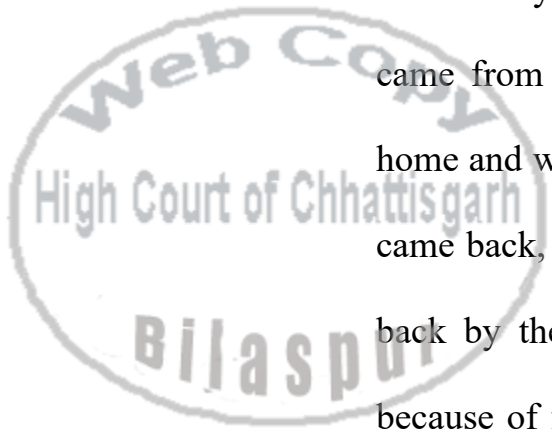 Web Copy
came from
home and w
High Court of Chhattisgarh
came back,
back by the
Bilaspur
because of